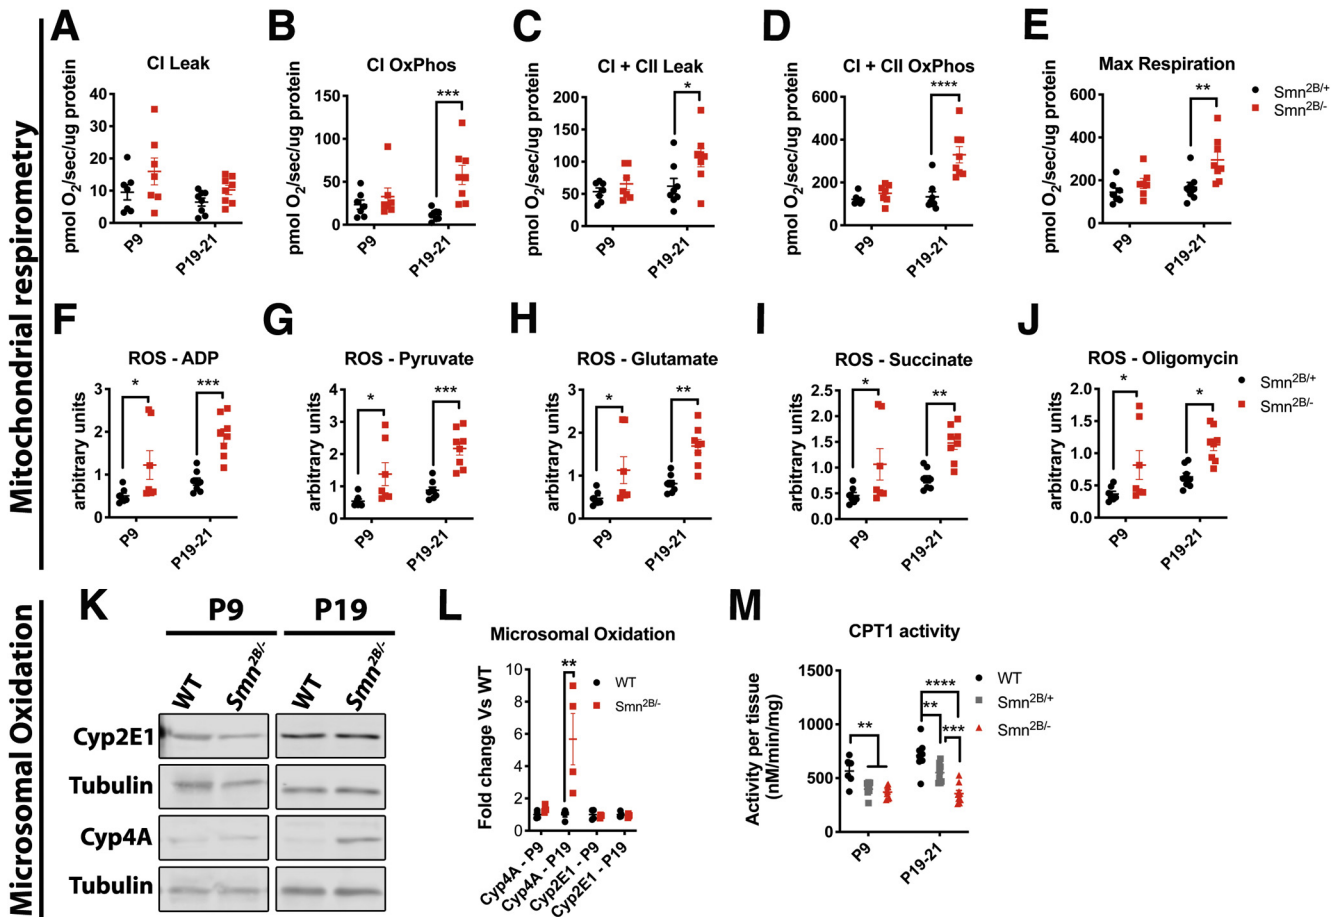 Mitochondrial respirometry
A
CI Leak
pmol O2/sec/ug protein
40
30
20
10
0
P9
P19-21
B
CI OxPhos
pmol O2/sec/ug protein
150
100
50
0
***
P9
P19-21
C
CI + CII Leak
pmol O2/sec/ug protein
200
150
100
50
0
*
P9
P19-21
D
CI + CII OxPhos
pmol O2/sec/ug protein
600
400
200
0
****
P9
P19-21
E
Max Respiration
pmol O2/sec/ug protein
600
400
200
0
**
P9
P19-21
Smn2B/+
Smn2B/-
F
ROS - ADP
arbitrary units
3
2
1
0
*
***
P9
P19-21
G
ROS - Pyruvate
arbitrary units
4
3
2
1
0
*
***
P9
P19-21
H
ROS - Glutamate
arbitrary units
3
2
1
0
*
**
P9
P19-21
I
ROS - Succinate
arbitrary units
2.5
2.0
1.5
1.0
0.5
0.0
*
**
P9
P19-21
J
ROS - Oligomycin
arbitrary units
2.0
1.5
1.0
0.5
0.0
*
*
P9
P19-21
Smn2B/+
Smn2B/-
Microsomal Oxidation
K
P9
P19
WT
Smn2B/-
WT
Smn2B/-
Cyp2E1
Tubulin
Cyp4A
Tubulin
L
Microsomal Oxidation
Fold change Vs WT
10
8
6
4
2
0
**
WT
Smn2B/-
Cyp4A - P9
Cyp4A - P19
Cyp2E1 - P9
Cyp2E1 - P19
M
CPT1 activity
Activity per tissue
(nM/min/mg)
1500
1000
500
0
**
****
**
***
P9
P19-21
WT
Smn2B/+
Smn2B/-